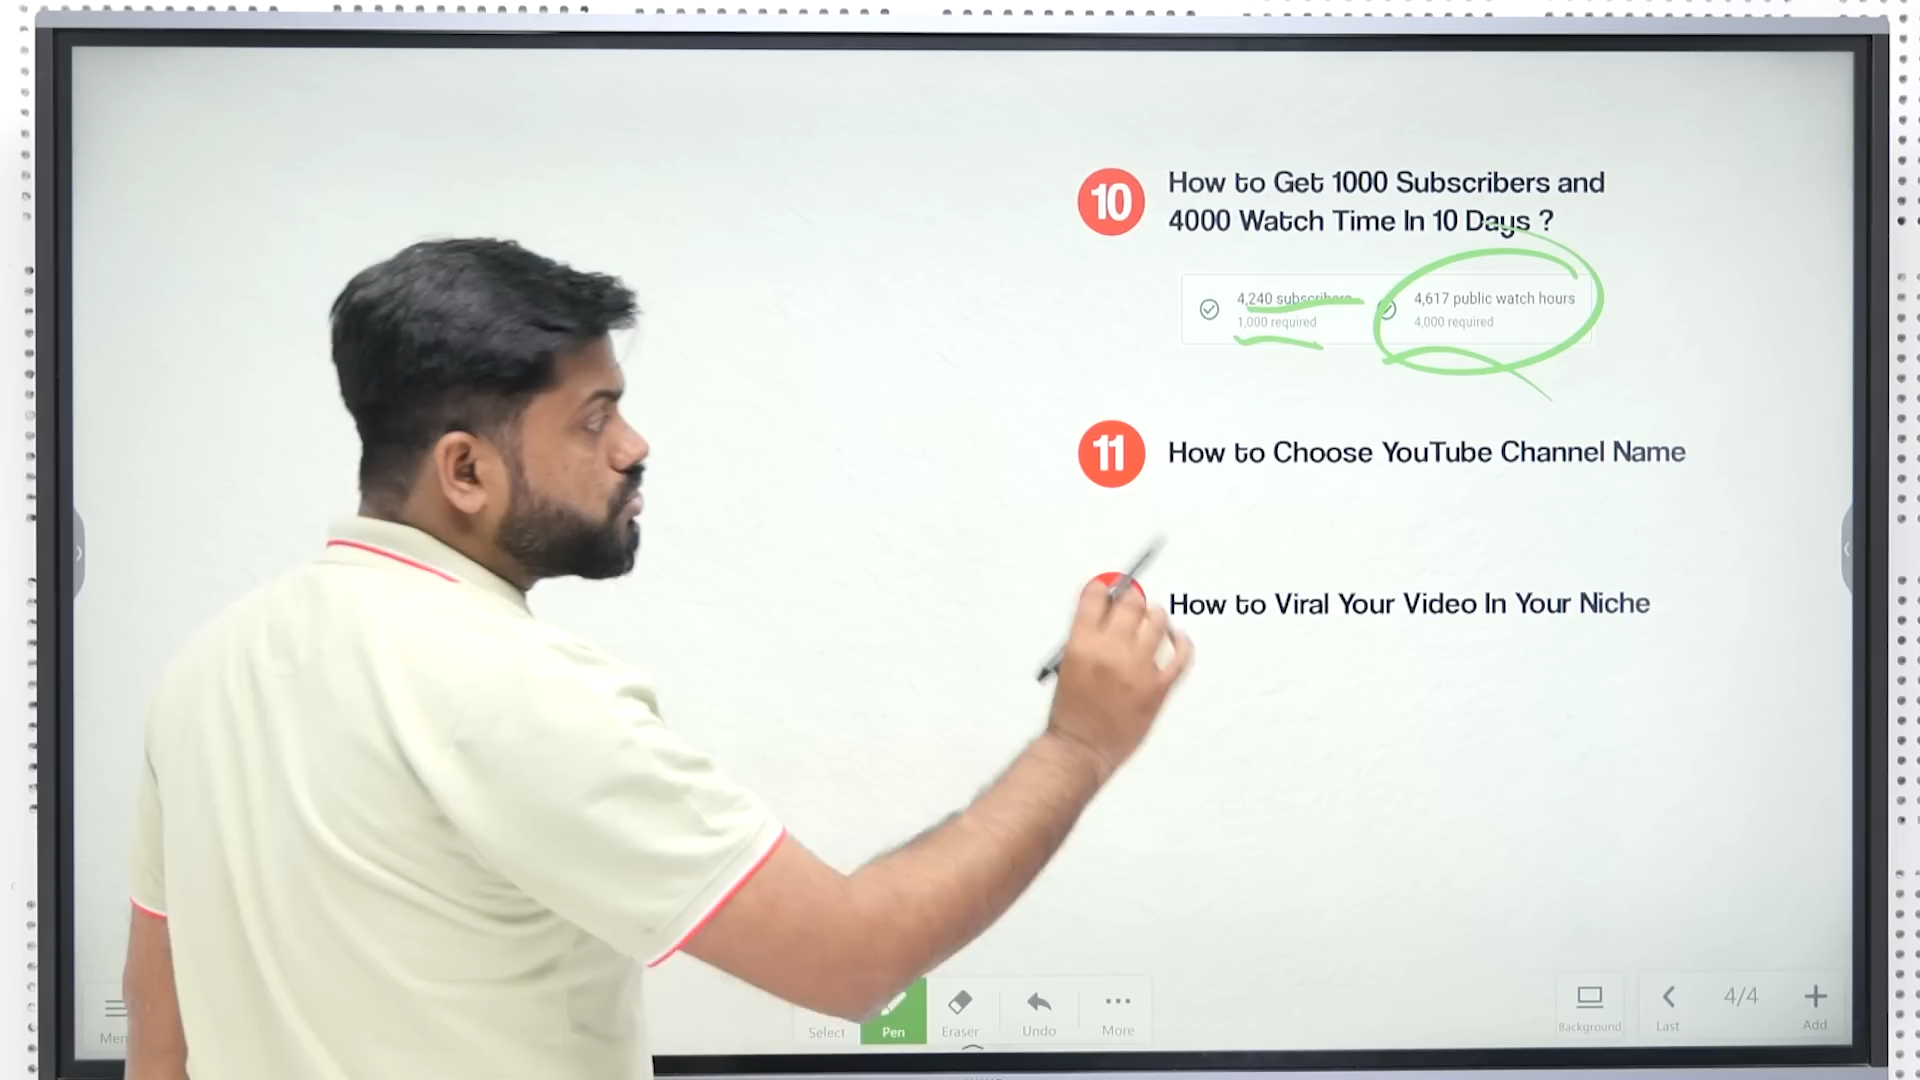 10
How to Get 1000 Subscribers and
4000 Watch Time In 10 Days ?
4,240 subscribers
1,000 required
4,617 public watch hours
4,000 required
11
How to Choose YouTube Channel Name
How to Viral Your Video In Your Niche
Select
Pen
Eraser
Undo
More
Background
Last
4/4
Add